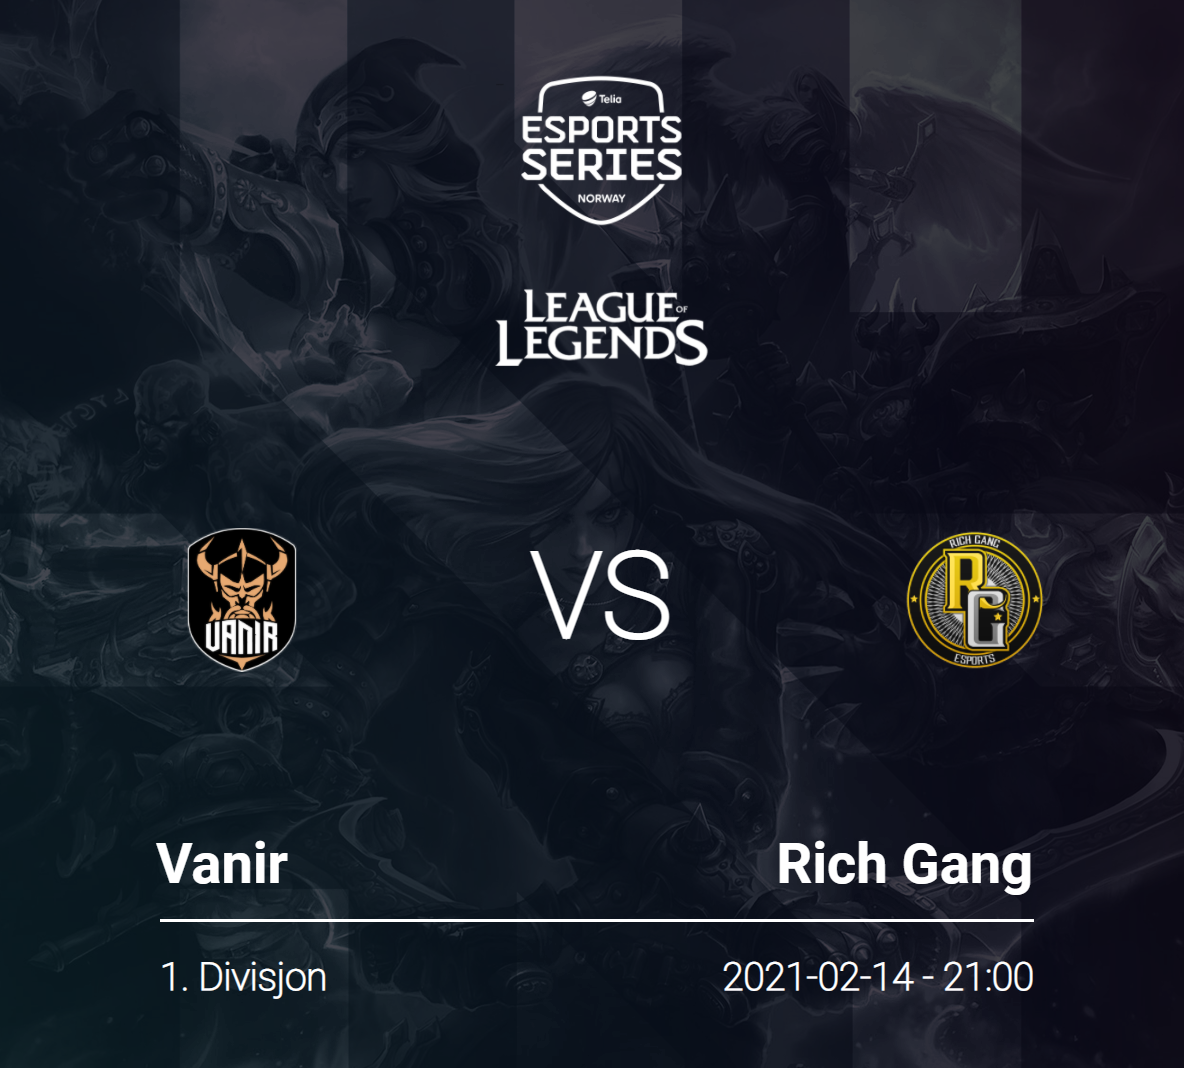 Telia
ESPORTS
SERIES
NORWAY
LEAGUE OF
LEGENDS
VANIR
VS
RICH GANG
RG
ESPORTS
Vanir
Rich Gang
1. Divisjon
2021-02-14 - 21:00